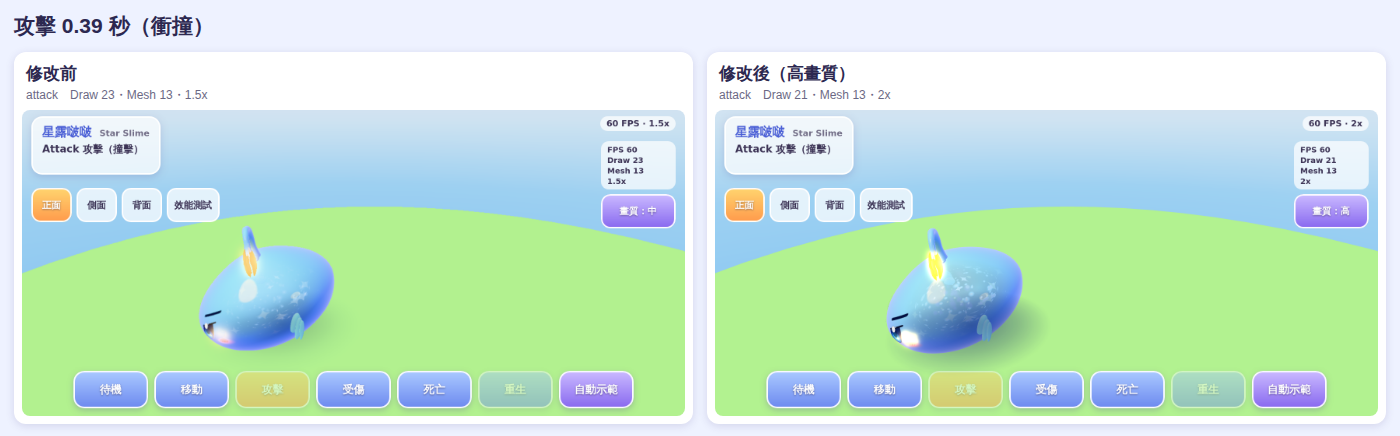 攻擊 0.39 秒（衝撞）
修改前
attack Draw 23・Mesh 13・1.5x
星露啵啵 Star Slime
Attack 攻擊（撞擊）
60 FPS · 1.5x
FPS 60
Draw 23
Mesh 13
1.5x
正面 側面 背面 效能測試
畫質：中
待機 移動 攻擊 受傷 死亡 重生 自動示範
修改後（高畫質）
attack Draw 21・Mesh 13・2x
星露啵啵 Star Slime
Attack 攻擊（撞擊）
60 FPS · 2x
FPS 60
Draw 21
Mesh 13
2x
正面 側面 背面 效能測試
畫質：高
待機 移動 攻擊 受傷 死亡 重生 自動示範